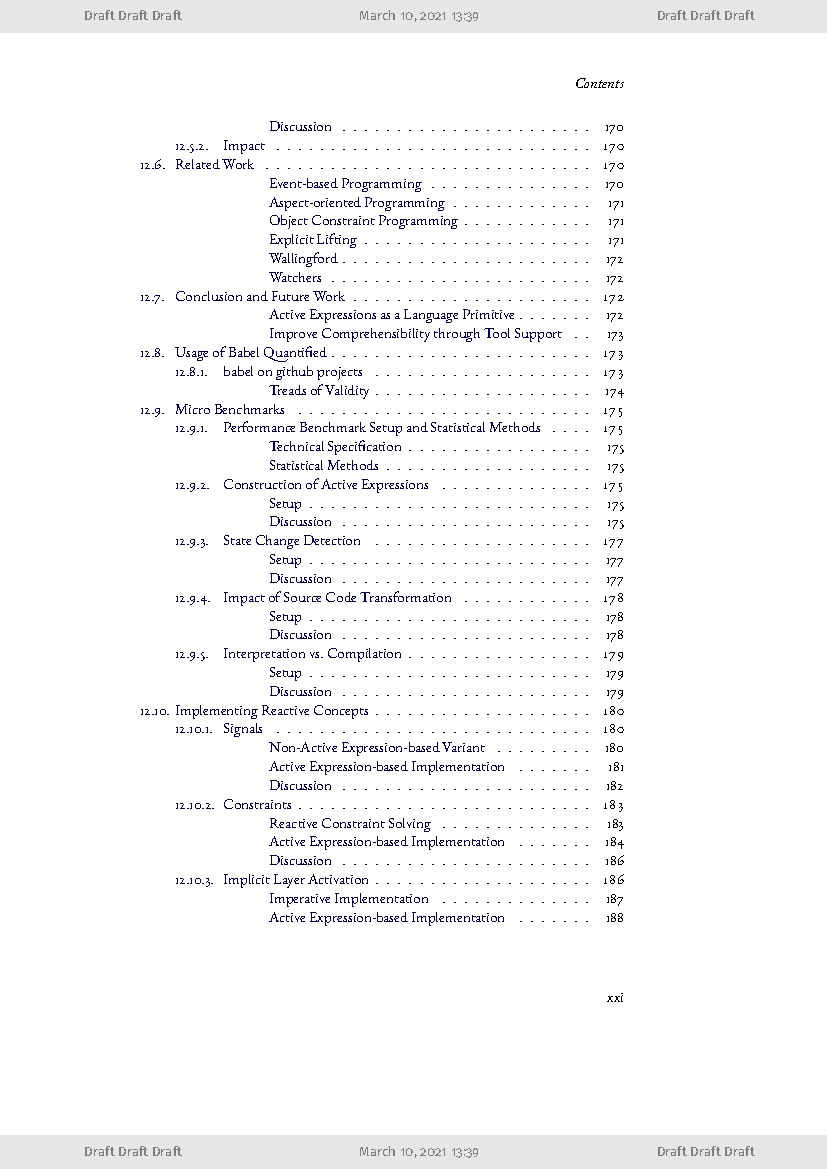 Draft Draft Draft March 10, 2021 13:39 Draft Draft Draft
Contents
Discussion . . . . . . . . . . . . . . . . . . . . . . . 170
12.5.2. Impact . . . . . . . . . . . . . . . . . . . . . . . 170
12.6. Related Work . . . . . . . . . . . . . . . . . . . . . . . 170
Event-based Programming . . . . . . . . . . . . . . . 170
Aspect-oriented Programming . . . . . . . . . . . . . 171
Object Constraint Programming . . . . . . . . . . . . 171
Explicit Lifting . . . . . . . . . . . . . . . . . . . . . 171
Wallingford . . . . . . . . . . . . . . . . . . . . . . . 172
Watchers . . . . . . . . . . . . . . . . . . . . . . . . 172
12.7. Conclusion and Future Work . . . . . . . . . . . . . . . . . . . . . . 172
Active Expressions as a Language Primitive . . . . . . . 172
Improve Comprehensibility through Tool Support . . 173
12.8. Usage of Babel Quantified . . . . . . . . . . . . . . . . . . . . . . . . 173
12.8.1. babel on github projects . . . . . . . . . . . . . . . . . . . . 173
Treads of Validity . . . . . . . . . . . . . . . . . . . . 174
12.9. Micro Benchmarks . . . . . . . . . . . . . . . . . . . . . . . . . . . 175
12.9.1. Performance Benchmark Setup and Statistical Methods . . . . 175
Technical Specification . . . . . . . . . . . . . . . . . 175
Statistical Methods . . . . . . . . . . . . . . . . . . . 175
12.9.2. Construction of Active Expressions . . . . . . . . . . . . . . 175
Setup . . . . . . . . . . . . . . . . . . . . . . . . . . 175
Discussion . . . . . . . . . . . . . . . . . . . . . . . 175
12.9.3. State Change Detection . . . . . . . . . . . . . . . . . . . . 177
Setup . . . . . . . . . . . . . . . . . . . . . . . . . . 177
Discussion . . . . . . . . . . . . . . . . . . . . . . . 177
12.9.4. Impact of Source Code Transformation . . . . . . . . . . . . 178
Setup . . . . . . . . . . . . . . . . . . . . . . . . . . 178
Discussion . . . . . . . . . . . . . . . . . . . . . . . 178
12.9.5. Interpretation vs. Compilation . . . . . . . . . . . . . . . . . 179
Setup . . . . . . . . . . . . . . . . . . . . . . . . . . 179
Discussion . . . . . . . . . . . . . . . . . . . . . . . 179
12.10. Implementing Reactive Concepts . . . . . . . . . . . . . . . . . . . . 180
12.10.1. Signals . . . . . . . . . . . . . . . . . . . . . . . . . . . . . 180
Non-Active Expression-based Variant . . . . . . . . . 180
Active Expression-based Implementation . . . . . . . 181
Discussion . . . . . . . . . . . . . . . . . . . . . . . 182
12.10.2. Constraints . . . . . . . . . . . . . . . . . . . . . . . . . . . 183
Reactive Constraint Solving . . . . . . . . . . . . . . 183
Active Expression-based Implementation . . . . . . . 184
Discussion . . . . . . . . . . . . . . . . . . . . . . . 186
12.10.3. Implicit Layer Activation . . . . . . . . . . . . . . . . . . . . 186
Imperative Implementation . . . . . . . . . . . . . . 187
Active Expression-based Implementation . . . . . . . 188
xxi
Draft Draft Draft March 10, 2021 13:39 Draft Draft Draft